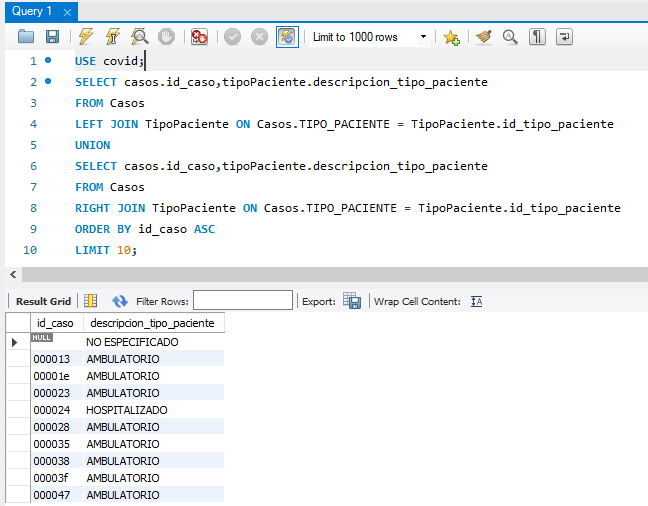 Query 1
Limit to 1000 rows
1 USE covid;
2 SELECT casos.id_caso,tipoPaciente.descripcion_tipo_paciente
3 FROM Casos
4 LEFT JOIN TipoPaciente ON Casos.TIPO_PACIENTE = TipoPaciente.id_tipo_paciente
5 UNION
6 SELECT casos.id_caso,tipoPaciente.descripcion_tipo_paciente
7 FROM Casos
8 RIGHT JOIN TipoPaciente ON Casos.TIPO_PACIENTE = TipoPaciente.id_tipo_paciente
9 ORDER BY id_caso ASC
10 LIMIT 10;
Result Grid Filter Rows: Export: Wrap Cell Content: IA
id_caso descripcion_tipo_paciente
NULL NO ESPECIFICADO
000013 AMBULATORIO
00001e AMBULATORIO
000023 AMBULATORIO
000024 HOSPITALIZADO
000028 AMBULATORIO
000035 AMBULATORIO
000038 AMBULATORIO
00003f AMBULATORIO
000047 AMBULATORIO